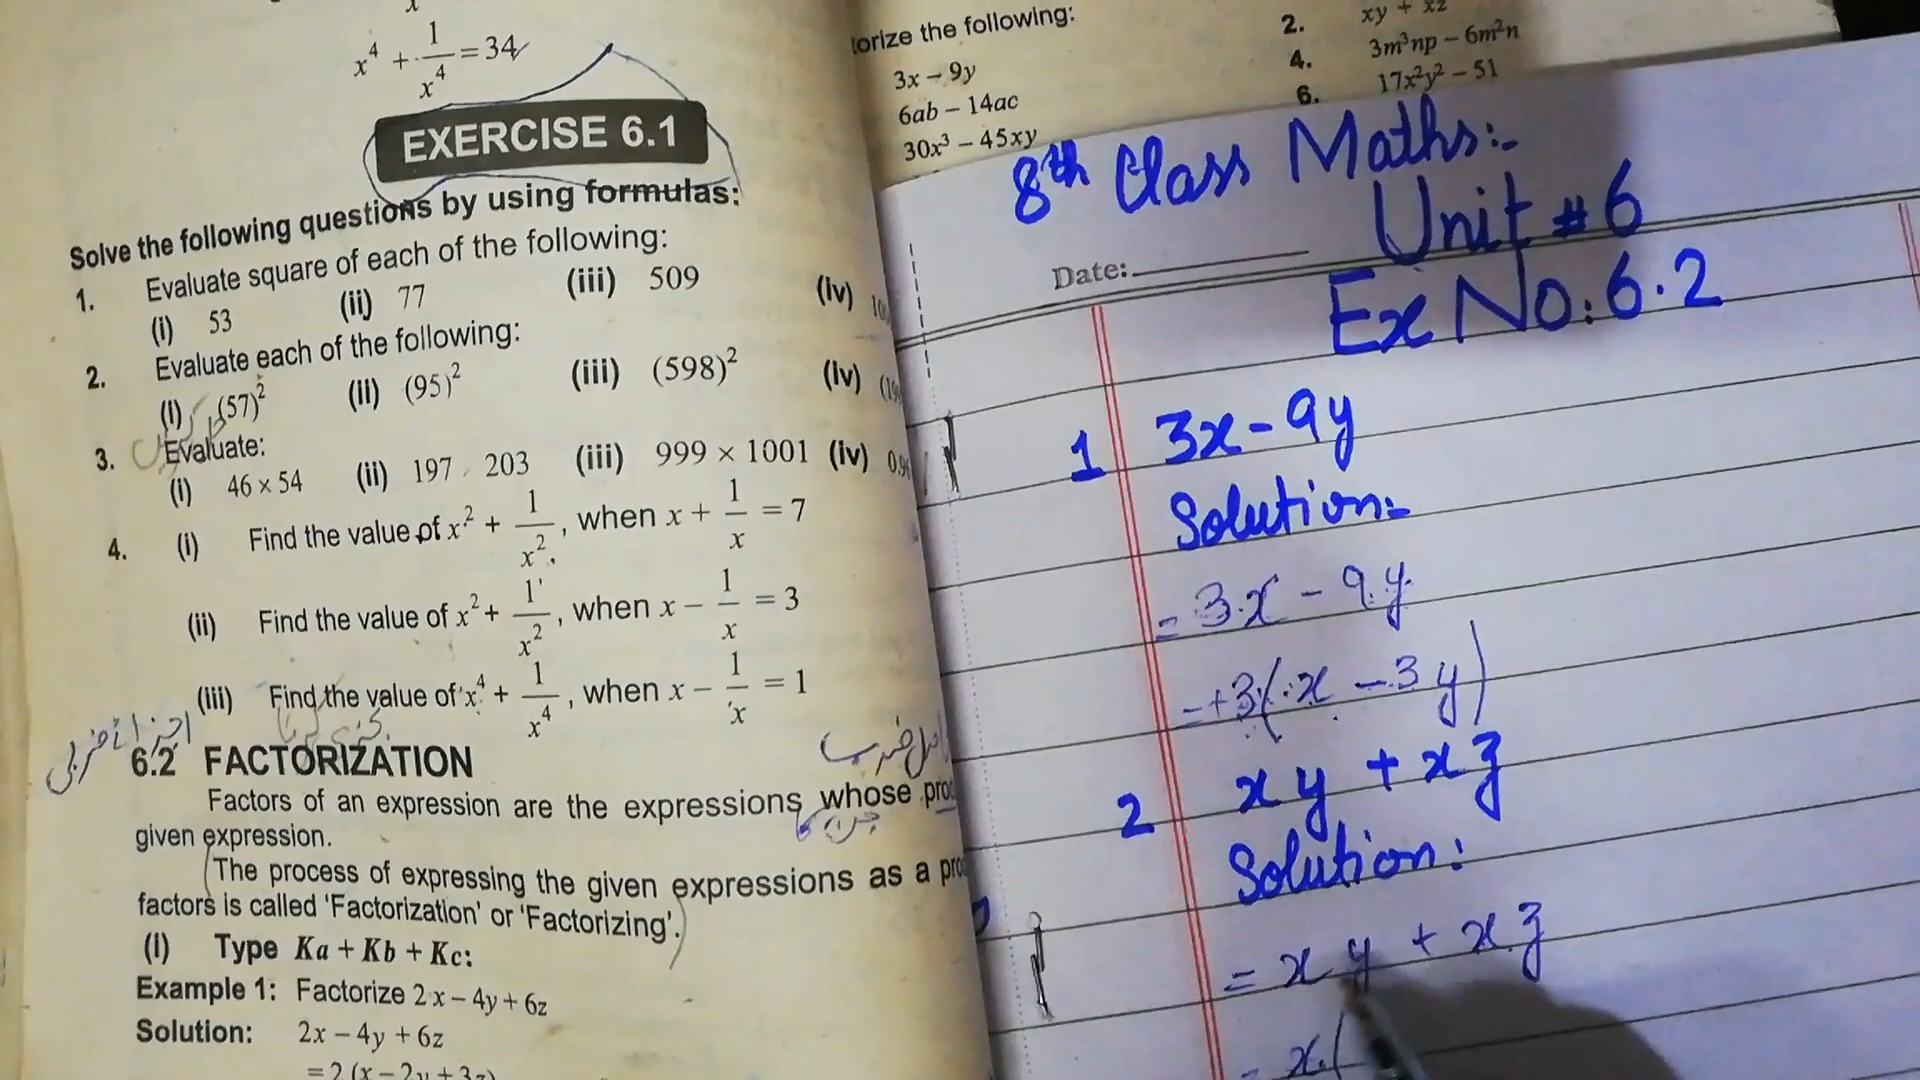 x⁴ + 1/x⁴ = 34
EXERCISE 6.1
Solve the following questions by using formulas:
1. Evaluate square of each of the following:
(i) 53 (ii) 77 (iii) 509 (iv)
2. Evaluate each of the following:
(i) (57)² (ii) (95)² (iii) (598)² (iv)
3. Evaluate:
(i) 46 × 54 (ii) 197 203 (iii) 999 × 1001 (iv)
4. (i) Find the value of x² + 1/x², when x + 1/x = 7
(ii) Find the value of x² + 1/x², when x − 1/x = 3
(iii) Find the value of x⁴ + 1/x⁴, when x − 1/x = 1
6.2 FACTORIZATION
Factors of an expression are the expressions whose
given expression.
The process of expressing the given expressions as a
factors is called 'Factorization' or 'Factorizing'.
(i) Type Ka + Kb + Kc:
Example 1: Factorize 2x − 4y + 6z
Solution: 2x − 4y + 6z
= 2 (x − 2y + 3z)
the following:
2. xy + xz
3x − 9y
4. 3m³np − 6m²n
6ab − 14ac
6. 17x²y² − 51
30x³ − 45xy
8th Class Maths:-
Unit # 6
Date:
Ex No: 6.2
1 3x - 9y
Solution:
= 3x - 9y
= +3(x - 3y)
2 xy + xz
Solution:
= xy + xz
= x(